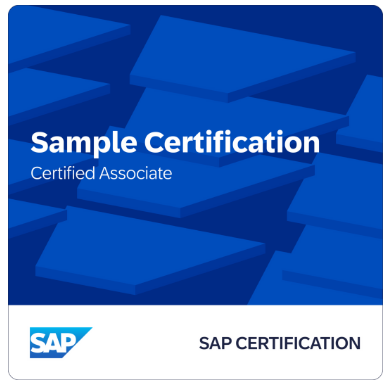 Sample Certification
Certified Associate
SAP
SAP CERTIFICATION